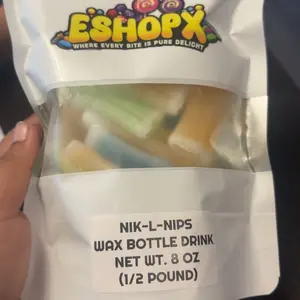 ESHOPX
WHERE EVERY BITE IS PURE DELIGHT
NIK-L-NIPS
WAX BOTTLE DRINK
NET WT. 8 OZ
(1/2 POUND)